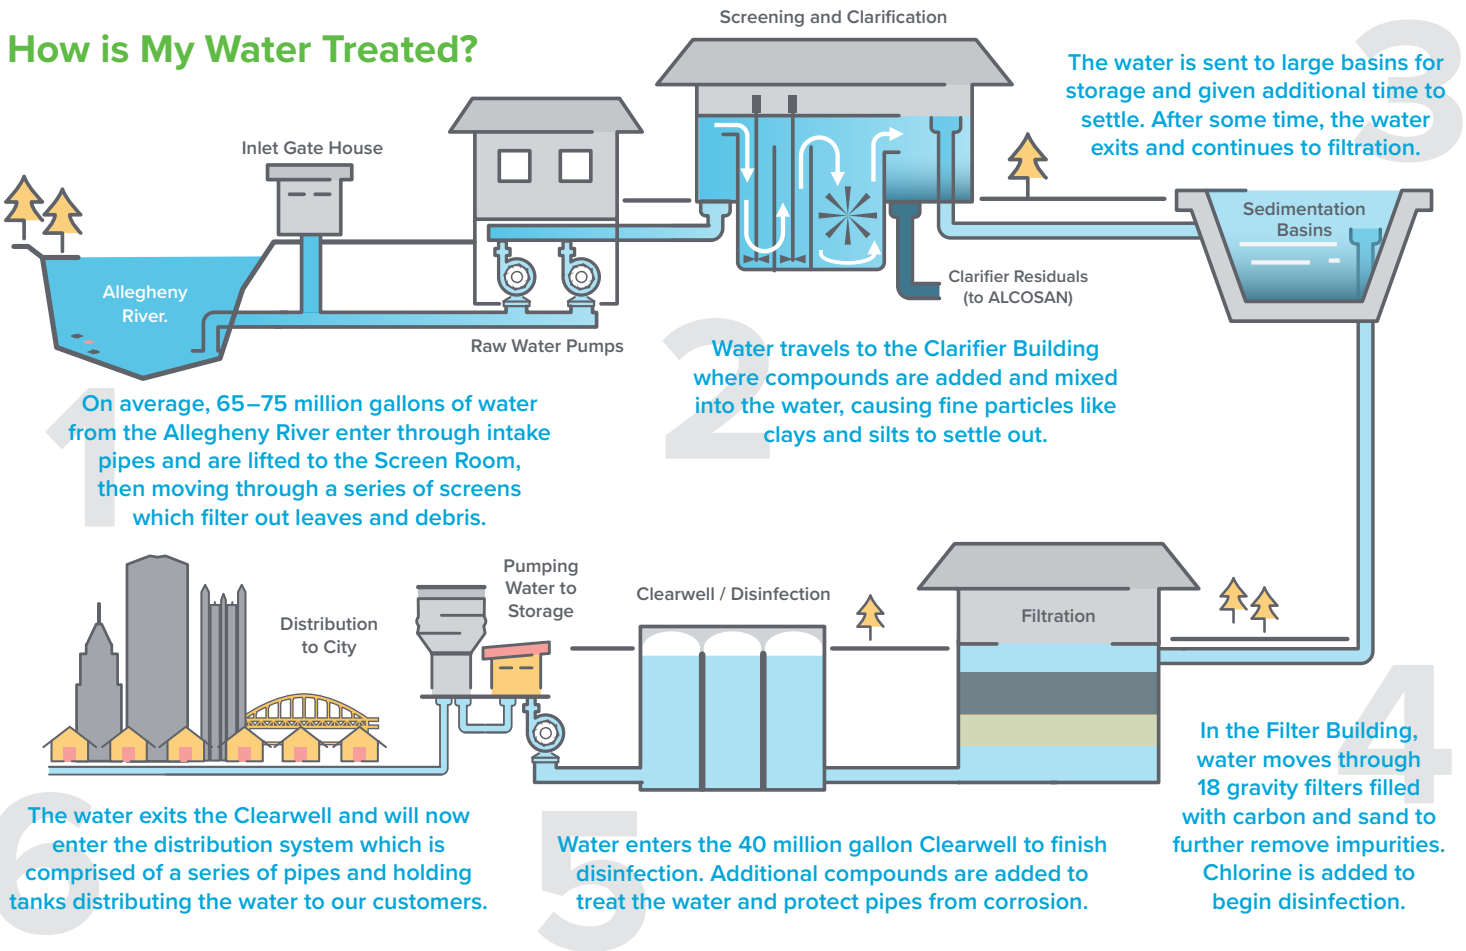 How is My Water Treated?
Screening and Clarification
Inlet Gate House
Allegheny
River.
Raw Water Pumps
Clarifier Residuals
(to ALCOSAN)
Sedimentation
Basins
1
On average, 65–75 million gallons of water
from the Allegheny River enter through intake
pipes and are lifted to the Screen Room,
then moving through a series of screens
which filter out leaves and debris.
2
Water travels to the Clarifier Building
where compounds are added and mixed
into the water, causing fine particles like
clays and silts to settle out.
3
The water is sent to large basins for
storage and given additional time to
settle. After some time, the water
exits and continues to filtration.
Filtration
4
In the Filter Building,
water moves through
18 gravity filters filled
with carbon and sand to
further remove impurities.
Chlorine is added to
begin disinfection.
Clearwell / Disinfection
5
Water enters the 40 million gallon Clearwell to finish
disinfection. Additional compounds are added to
treat the water and protect pipes from corrosion.
Pumping
Water to
Storage
Distribution
to City
6
The water exits the Clearwell and will now
enter the distribution system which is
comprised of a series of pipes and holding
tanks distributing the water to our customers.